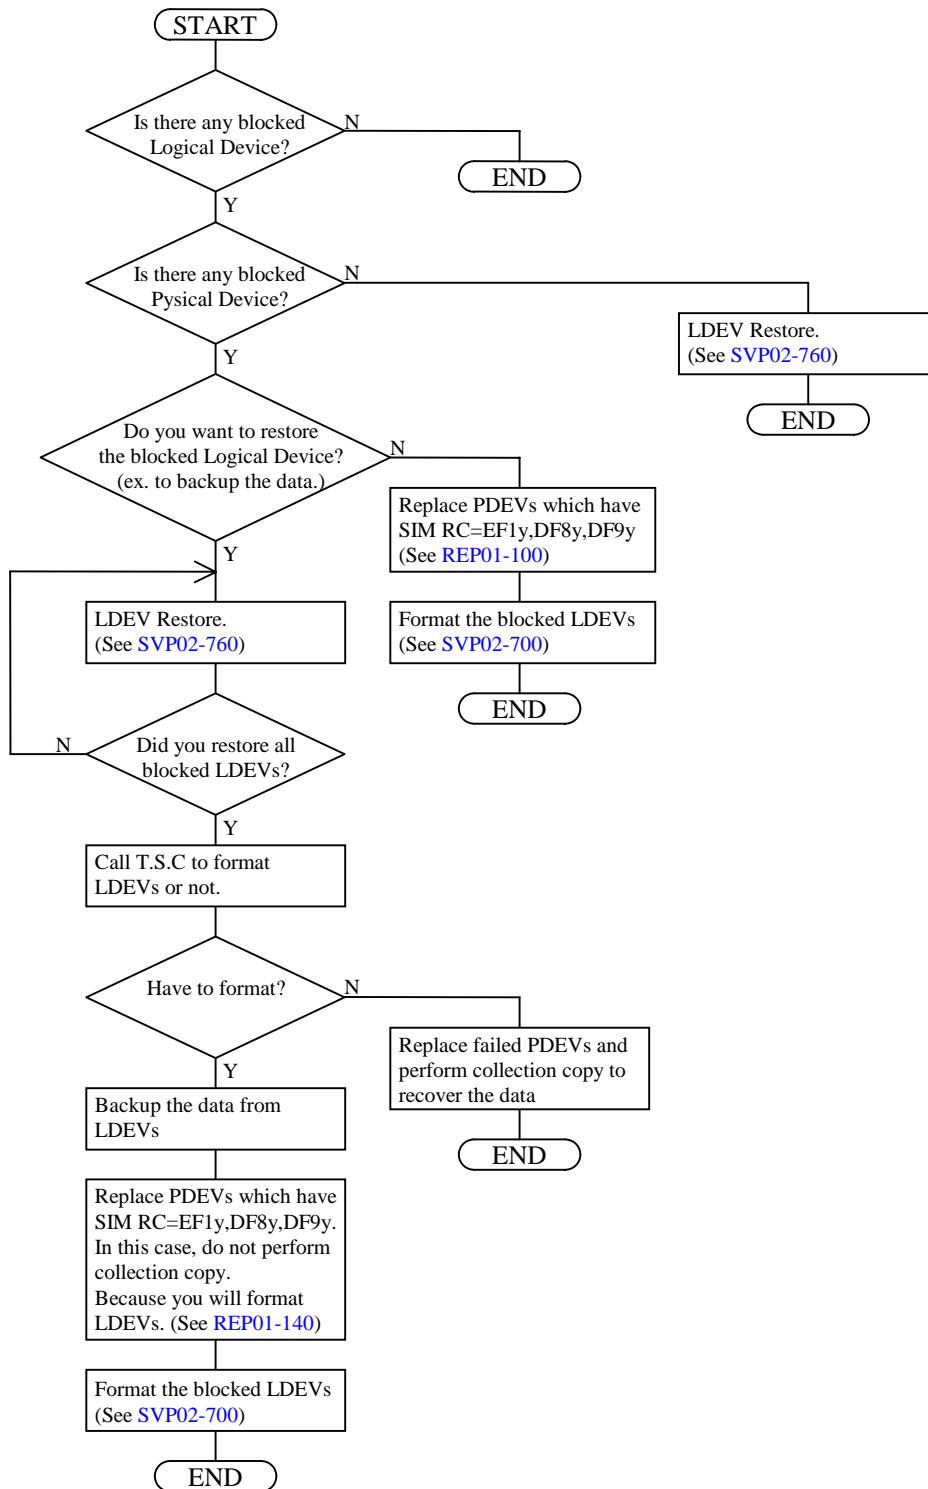 START
Is there any blocked
Logical Device?
N
END
Y
Is there any blocked
Pysical Device?
N
LDEV Restore.
(See SVP02-760)
END
Y
Do you want to restore
the blocked Logical Device?
(ex. to backup the data.)
N
Replace PDEVs which have
SIM RC=EF1y,DF8y,DF9y
(See REP01-100)
Format the blocked LDEVs
(See SVP02-700)
END
Y
LDEV Restore.
(See SVP02-760)
Did you restore all
blocked LDEVs?
N
Y
Call T.S.C to format
LDEVs or not.
Have to format?
N
Replace failed PDEVs and
perform collection copy to
recover the data
END
Y
Backup the data from
LDEVs
Replace PDEVs which have
SIM RC=EF1y,DF8y,DF9y.
In this case, do not perform
collection copy.
Because you will format
LDEVs. (See REP01-140)
Format the blocked LDEVs
(See SVP02-700)
END